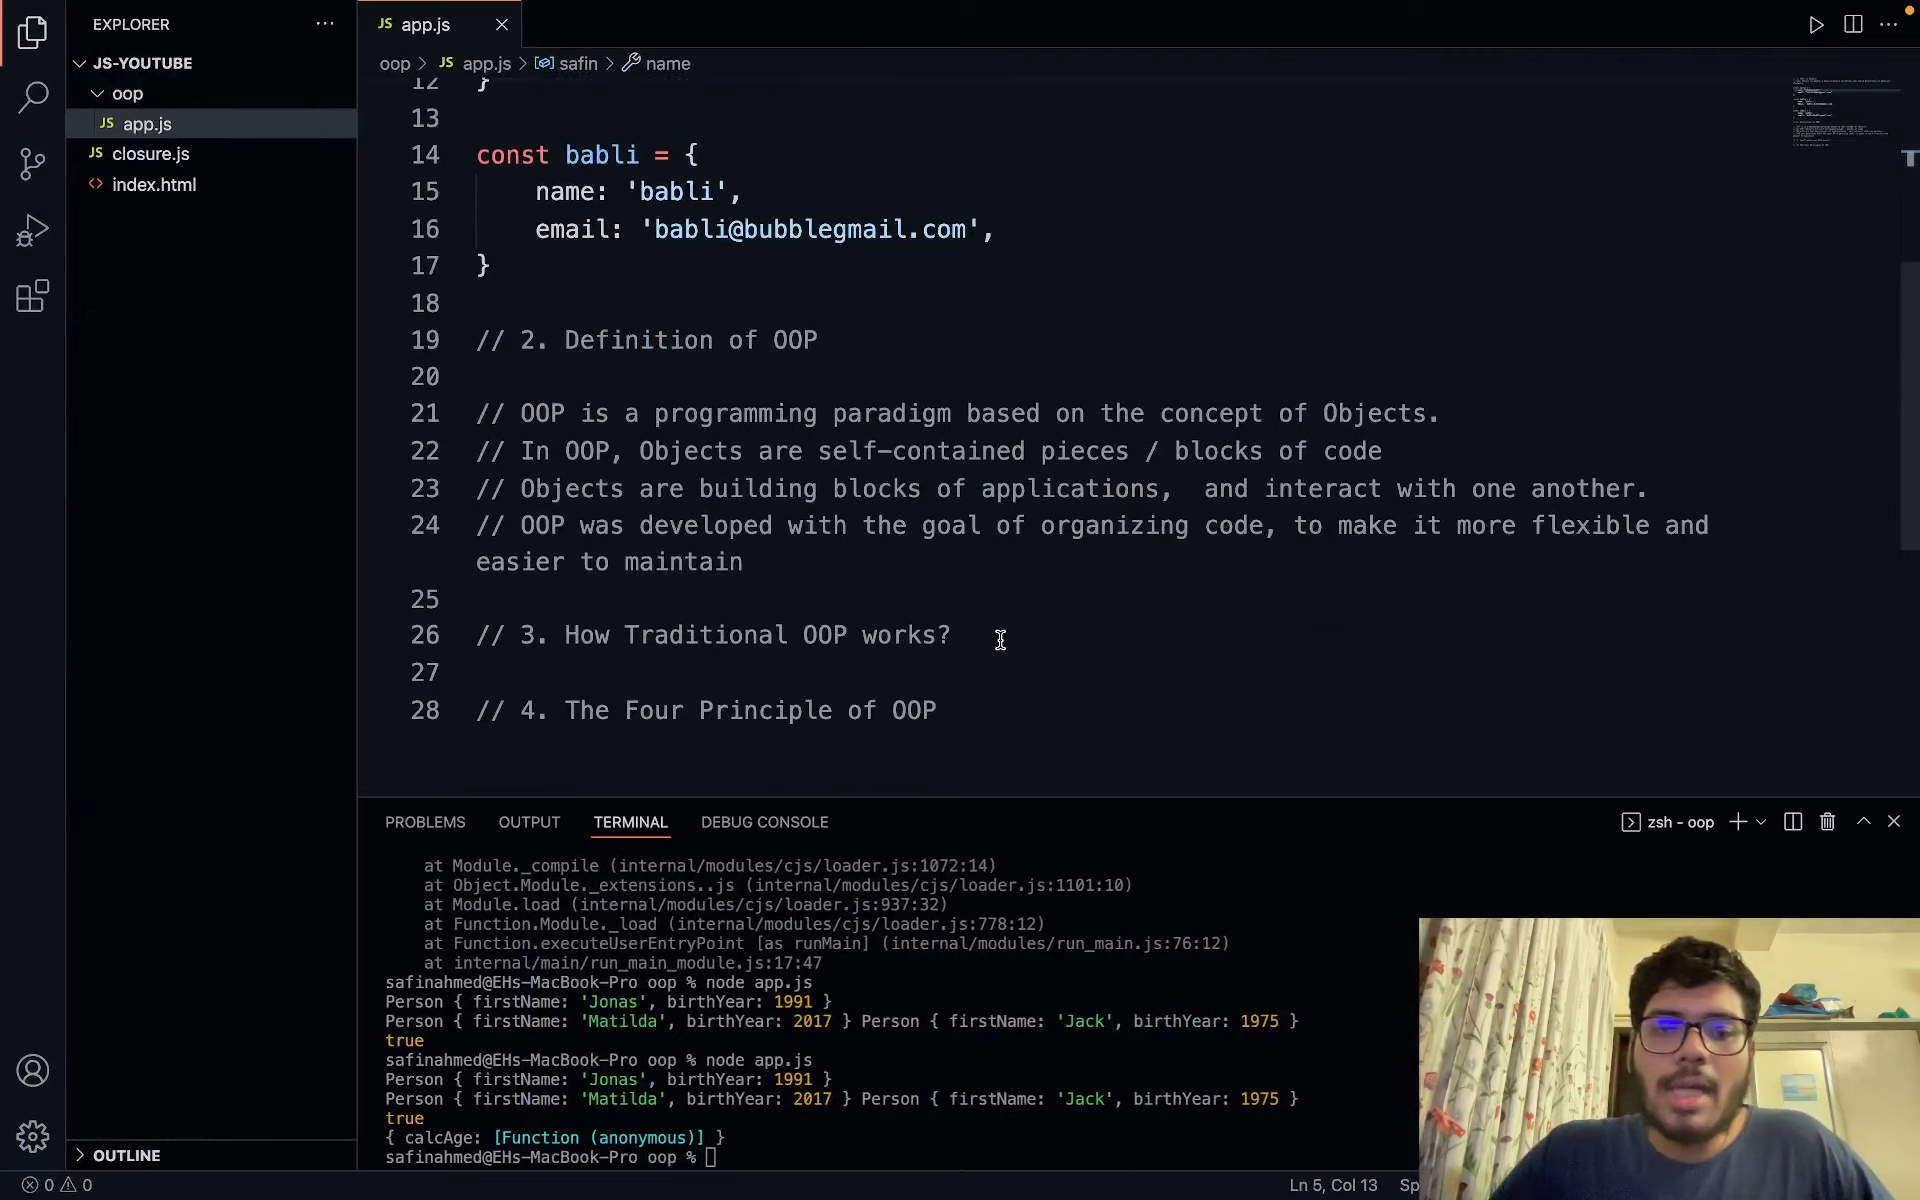 EXPLORER
JS-YOUTUBE
oop
JS app.js
JS closure.js
<> index.html
OUTLINE
JS app.js
oop > JS app.js > safin > name
12 }
13
14 const babli = {
15 name: 'babli',
16 email: 'babli@bubblegmail.com',
17 }
18
19 // 2. Definition of OOP
20
21 // OOP is a programming paradigm based on the concept of Objects.
22 // In OOP, Objects are self-contained pieces / blocks of code
23 // Objects are building blocks of applications,  and interact with one another.
24 // OOP was developed with the goal of organizing code, to make it more flexible and
easier to maintain
25
26 // 3. How Traditional OOP works?
27
28 // 4. The Four Principle of OOP
PROBLEMS OUTPUT TERMINAL DEBUG CONSOLE
zsh - oop
at Module._compile (internal/modules/cjs/loader.js:1072:14)
at Object.Module._extensions..js (internal/modules/cjs/loader.js:1101:10)
at Module.load (internal/modules/cjs/loader.js:937:32)
at Function.Module._load (internal/modules/cjs/loader.js:778:12)
at Function.executeUserEntryPoint [as runMain] (internal/modules/run_main.js:76:12)
at internal/main/run_main_module.js:17:47
safinahmed@EHs-MacBook-Pro oop % node app.js
Person { firstName: 'Jonas', birthYear: 1991 }
Person { firstName: 'Matilda', birthYear: 2017 } Person { firstName: 'Jack', birthYear: 1975 }
true
safinahmed@EHs-MacBook-Pro oop % node app.js
Person { firstName: 'Jonas', birthYear: 1991 }
Person { firstName: 'Matilda', birthYear: 2017 } Person { firstName: 'Jack', birthYear: 1975 }
true
{ calcAge: [Function (anonymous)] }
safinahmed@EHs-MacBook-Pro oop %
0 0
Ln 5, Col 13 Sp